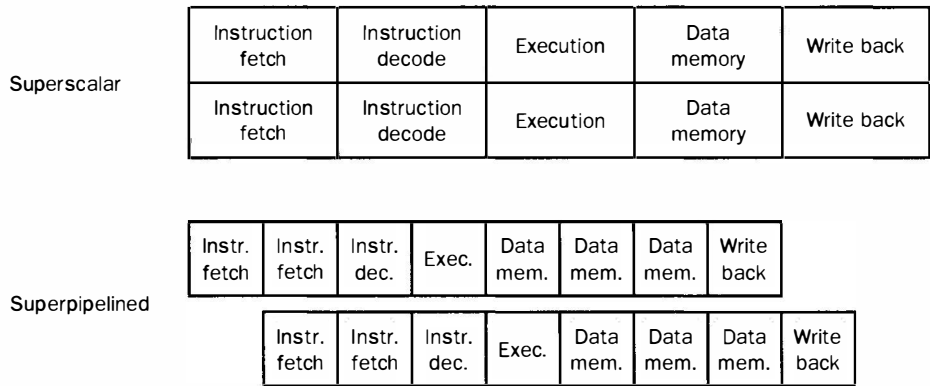 Superscalar
Instruction fetch Instruction decode Execution Data memory Write back
Instruction fetch Instruction decode Execution Data memory Write back
Superpipelined
Instr. fetch Instr. fetch Instr. dec. Exec. Data mem. Data mem. Data mem. Write back
Instr. fetch Instr. fetch Instr. dec. Exec. Data mem. Data mem. Data mem. Write back